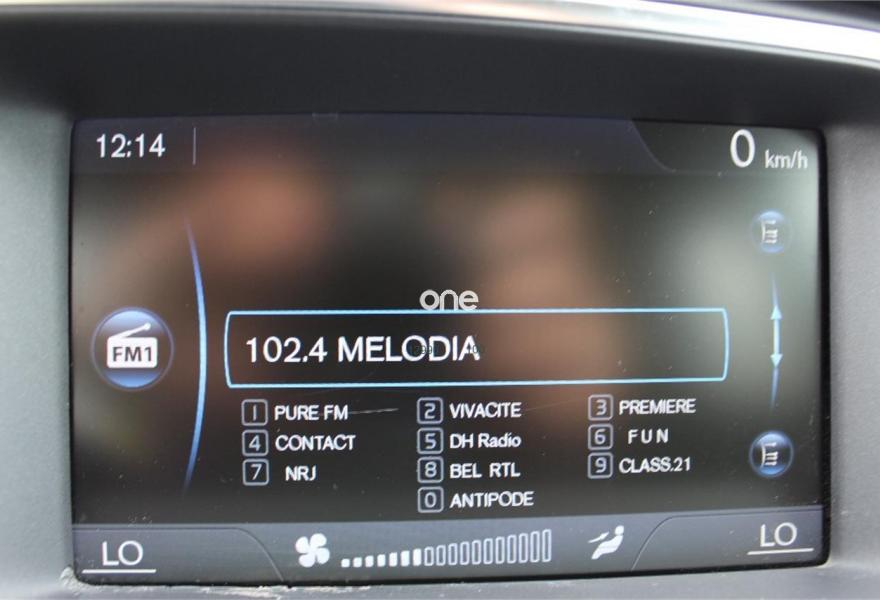 12:14
0 km/h
one
FM1
102.4 MELODIA
1 PURE FM 2 VIVACITE 3 PREMIERE
4 CONTACT 5 DH Radio 6 FUN
7 NRJ 8 BEL RTL 9 CLASS.21
0 ANTIPODE
LO LO